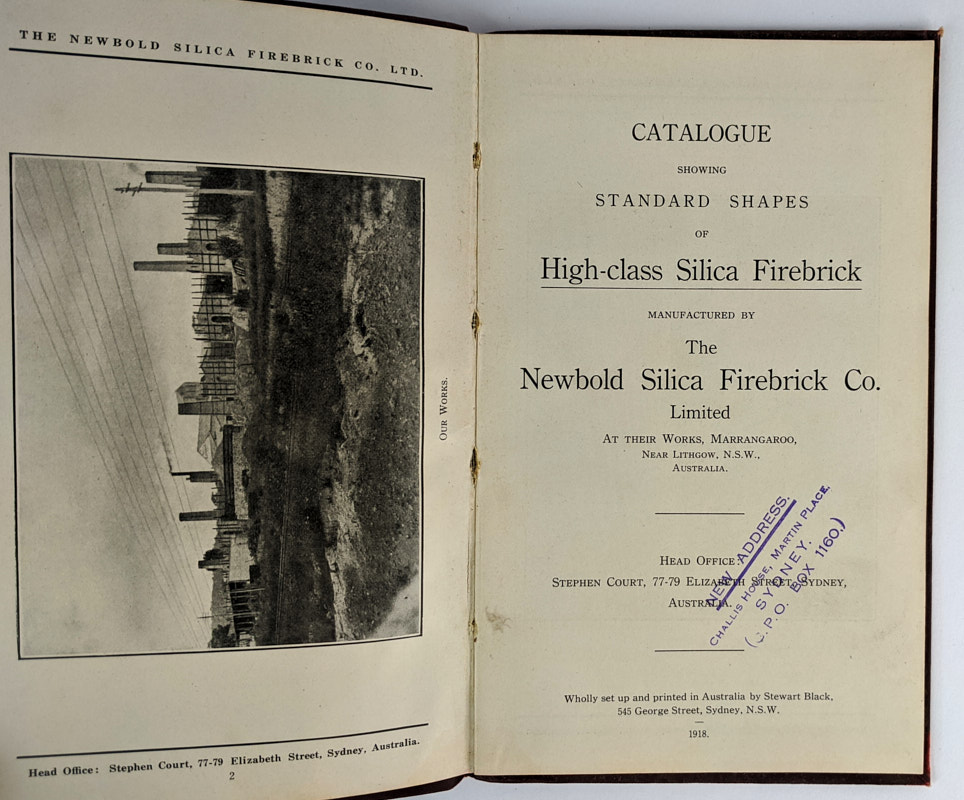 THE NEWBOLD SILICA FIREBRICK CO. LTD.
OUR WORKS.
Head Office: Stephen Court, 77-79 Elizabeth Street, Sydney, Australia.
2
CATALOGUE
SHOWING
STANDARD SHAPES
OF
High-class Silica Firebrick
MANUFACTURED BY
The
Newbold Silica Firebrick Co.
Limited
AT THEIR WORKS, MARRANGAROO,
NEAR LITHGOW, N.S.W.,
AUSTRALIA.
HEAD OFFICE:
STEPHEN COURT, 77-79 ELIZABETH STREET, SYDNEY,
AUSTRALIA.
NEW ADDRESS.
CHALLIS HOUSE, MARTIN PLACE,
SYDNEY.
(G.P.O. BOX 1160.)
Wholly set up and printed in Australia by Stewart Black,
545 George Street, Sydney, N.S.W.
1918.